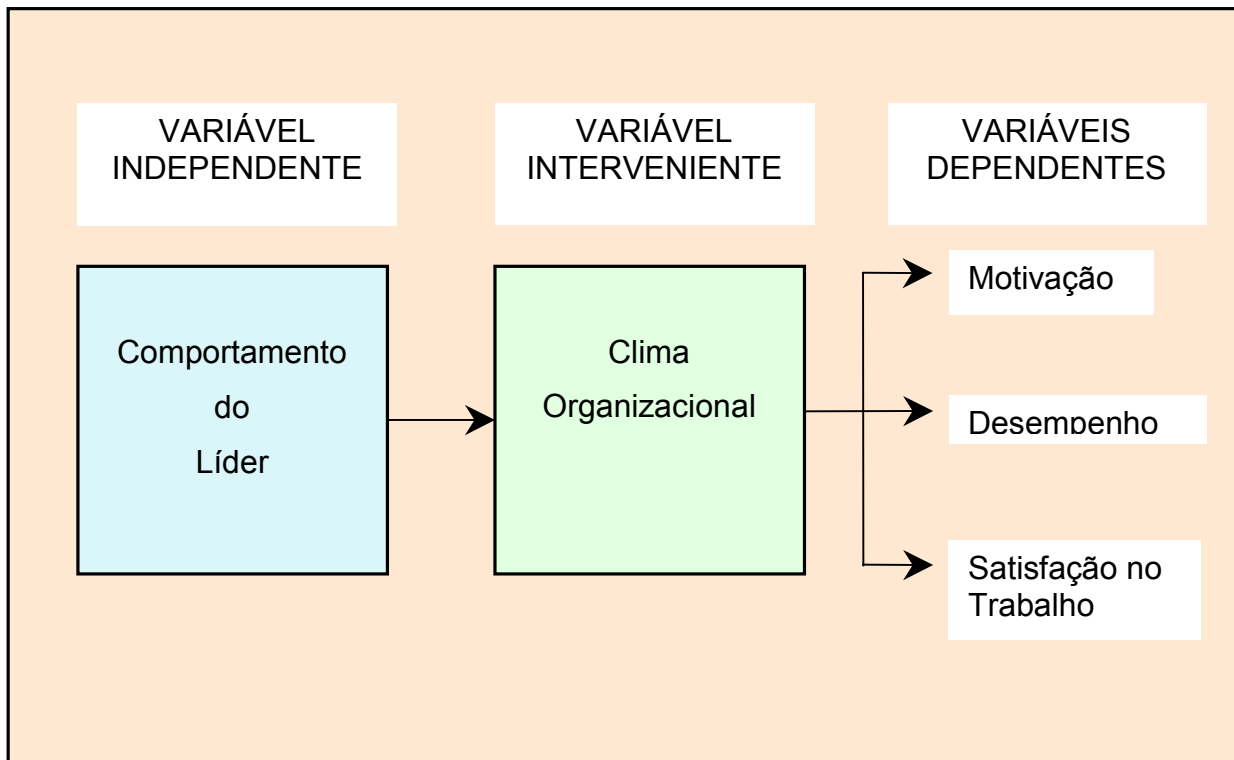 VARIÁVEL
INDEPENDENTE
VARIÁVEL
INTERVENIENTE
VARIÁVEIS
DEPENDENTES
Comportamento
do
Líder
Clima
Organizacional
Motivação
Desempenho
Satisfação no
Trabalho